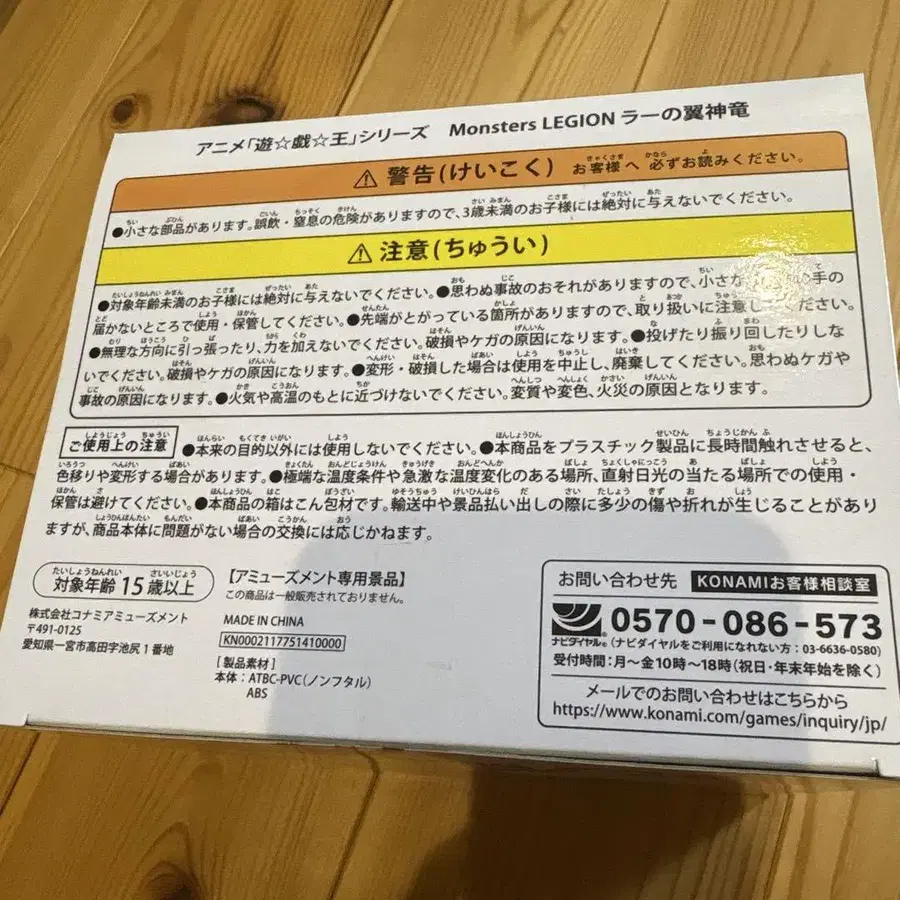 アニメ「遊☆戯☆王」シリーズ Monsters LEGION ラーの翼神竜
警告(けいこく) お客様へ 必ずお読みください。
●小さな部品があります。誤飲・窒息の危険がありますので、3歳未満のお子様には絶対に与えないでください。
注意(ちゅうい)
●対象年齢未満のお子様には絶対に与えないでください。●思わぬ事故のおそれがありますので、小さな 手の
届かないところで使用・保管してください。●先端がとがっている箇所がありますので、取り扱いに注意してください。
●無理な方向に引っ張ったり、力を加えないでください。破損やケガの原因になります。●投げたり振り回したりしな
いでください。破損やケガの原因になります。●変形・破損した場合は使用を中止し、廃棄してください。思わぬケガや
事故の原因になります。●火気や高温のもとに近づけないでください。変質や変色、火災の原因となります。
ご使用上の注意 ●本来の目的以外には使用しないでください。●本商品をプラスチック製品に長時間触れさせると、
色移りや変形する場合があります。●極端な温度条件や急激な温度変化のある場所、直射日光の当たる場所での使用・
保管は避けてください。●本商品の箱はこん包材です。輸送中や景品払い出しの際に多少の傷や折れが生じることがあり
ますが、商品本体に問題がない場合の交換には応じかねます。
対象年齢 15歳以上
株式会社コナミアミューズメント
〒491-0125
愛知県一宮市高田字池尻1番地
【アミューズメント専用景品】
この商品は一般販売されておりません。
MADE IN CHINA
KN0002117751410000
[製品素材]
本体：ATBC-PVC(ノンフタル)
ABS
お問い合わせ先 KONAMIお客様相談室
ナビダイヤル® 0570-086-573
(ナビダイヤルをご利用になれない方：03-6636-0580)
受付時間：月〜金10時〜18時(祝日・年末年始を除く)
メールでのお問い合わせはこちらから
https://www.konami.com/games/inquiry/jp/